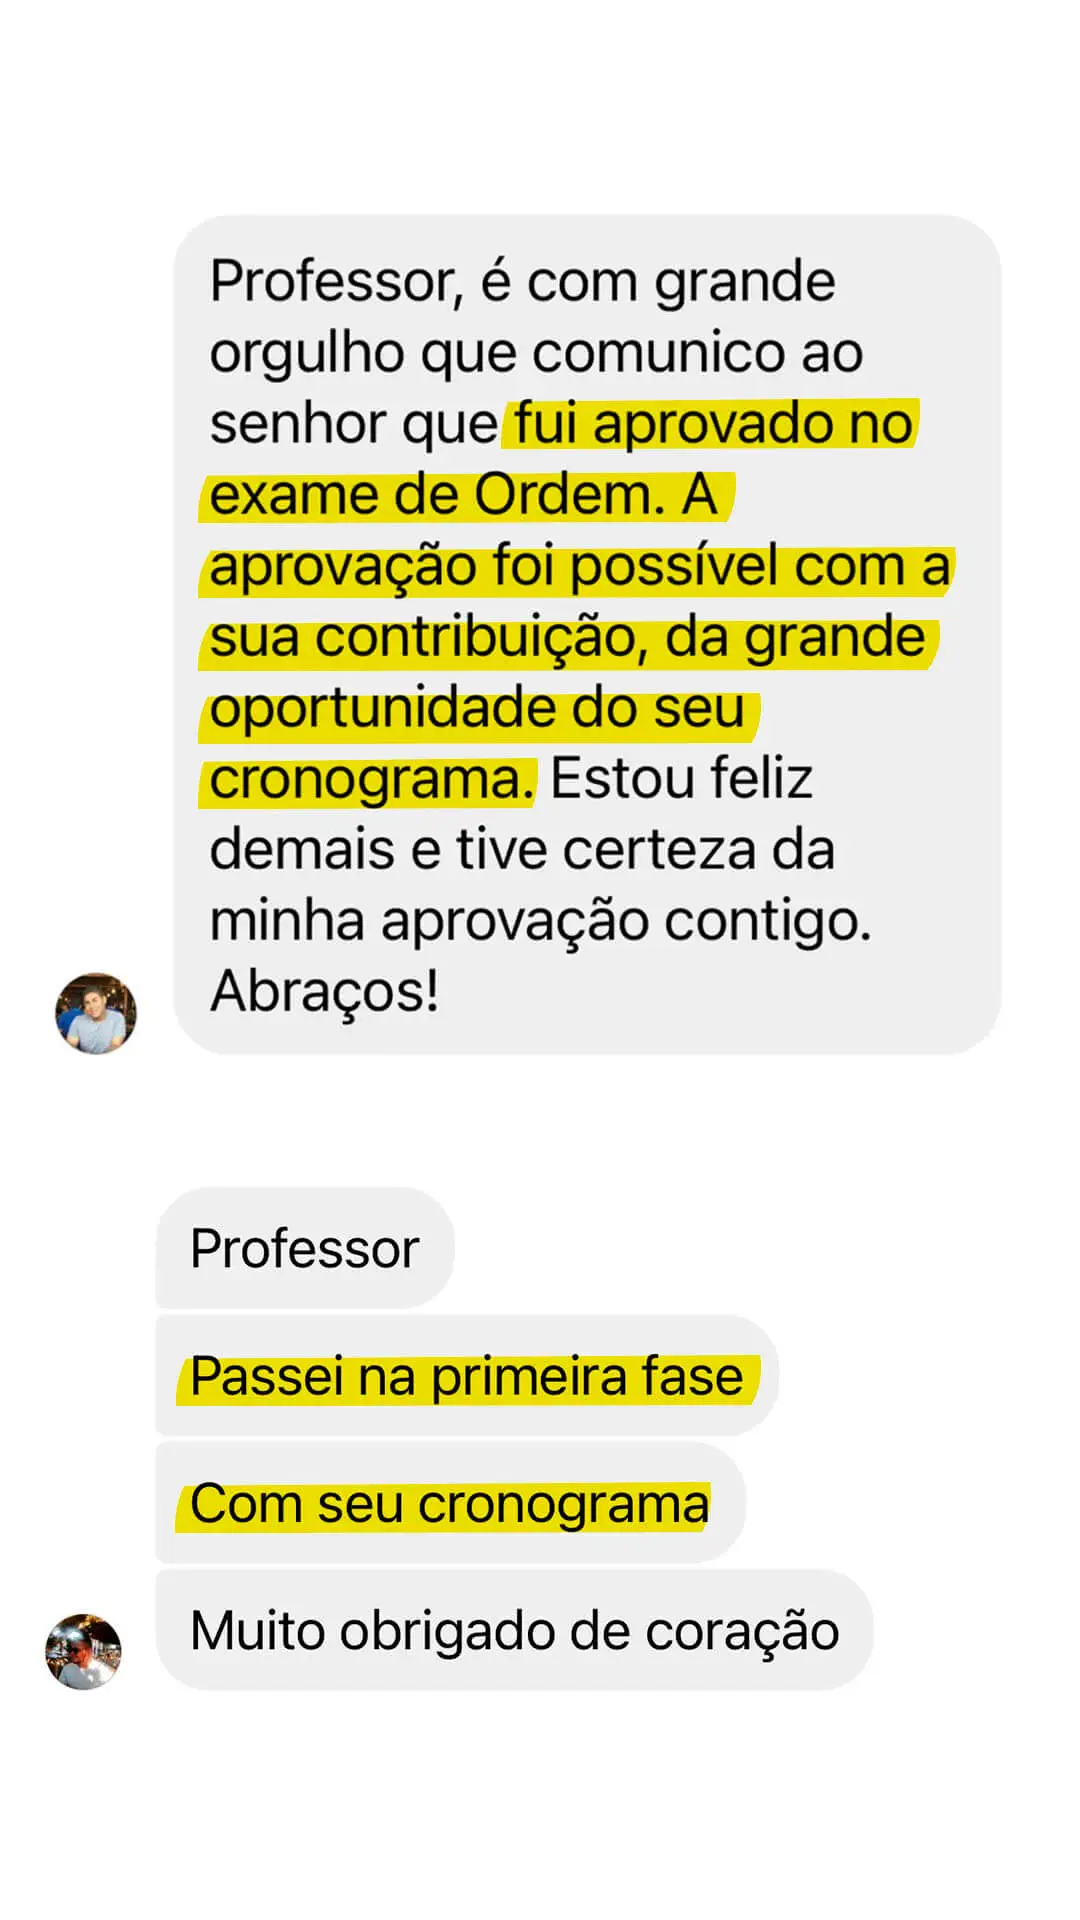 Professor, é com grande
orgulho que comunico ao
senhor que fui aprovado no
exame de Ordem. A
aprovação foi possível com a
sua contribuição, da grande
oportunidade do seu
cronograma. Estou feliz
demais e tive certeza da
minha aprovação contigo.
Abraços!
Professor
Passei na primeira fase
Com seu cronograma
Muito obrigado de coração